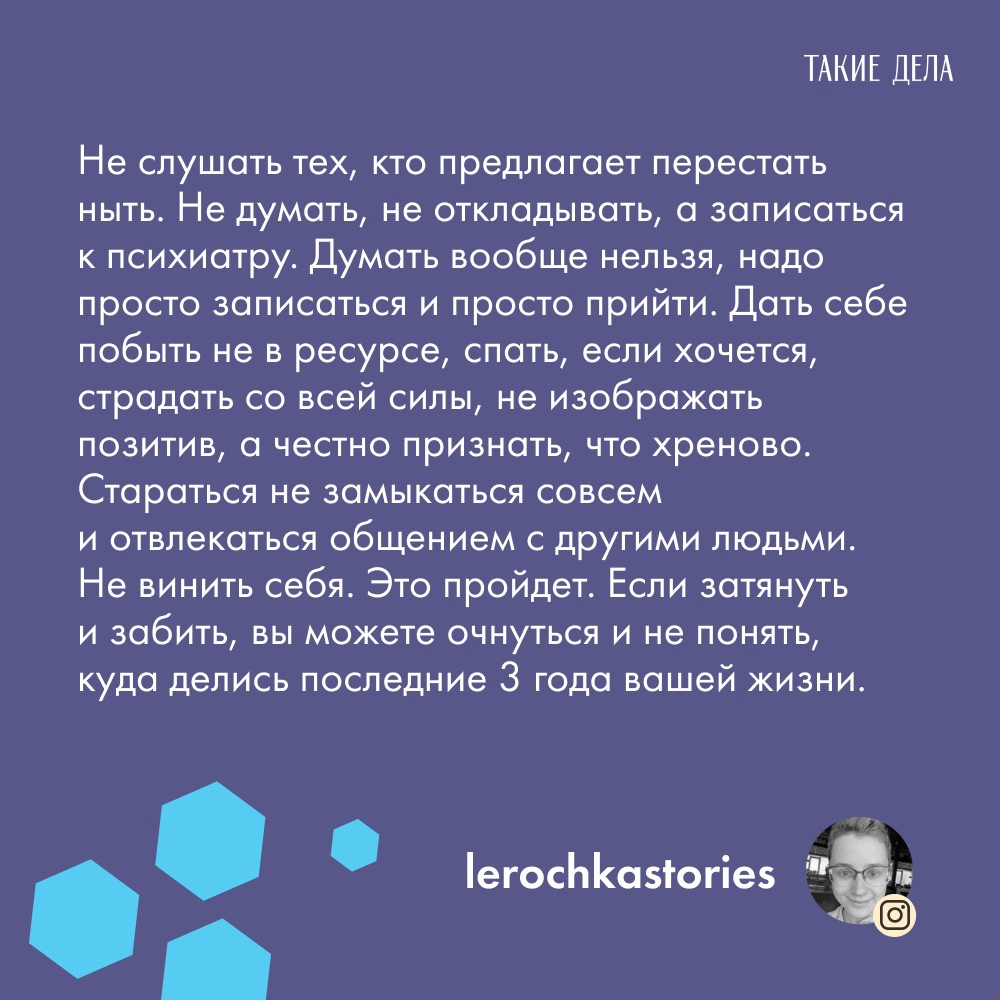 ТАКИЕ ДЕЛА
Не слушать тех, кто предлагает перестать
ныть. Не думать, не откладывать, а записаться
к психиатру. Думать вообще нельзя, надо
просто записаться и просто прийти. Дать себе
побыть не в ресурсе, спать, если хочется,
страдать со всей силы, не изображать
позитив, а честно признать, что хреново.
Стараться не замыкаться совсем
и отвлекаться общением с другими людьми.
Не винить себя. Это пройдет. Если затянуть
и забить, вы можете очнуться и не понять,
куда делись последние 3 года вашей жизни.
lerochkastories